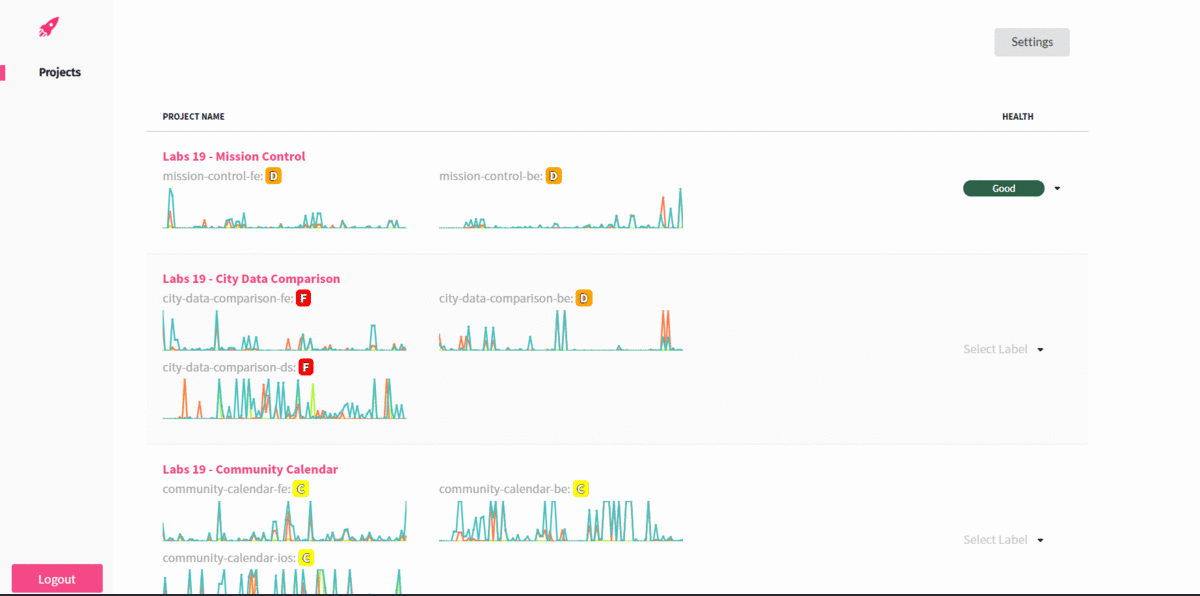 Settings
Projects
PROJECT NAME HEALTH
Labs 19 - Mission Control
mission-control-fe: D mission-control-be: D
Good
Labs 19 - City Data Comparison
city-data-comparison-fe: F city-data-comparison-be: D
Select Label
city-data-comparison-ds: F
Labs 19 - Community Calendar
community-calendar-fe: C community-calendar-be: C
Select Label
community-calendar-ios: C
Logout